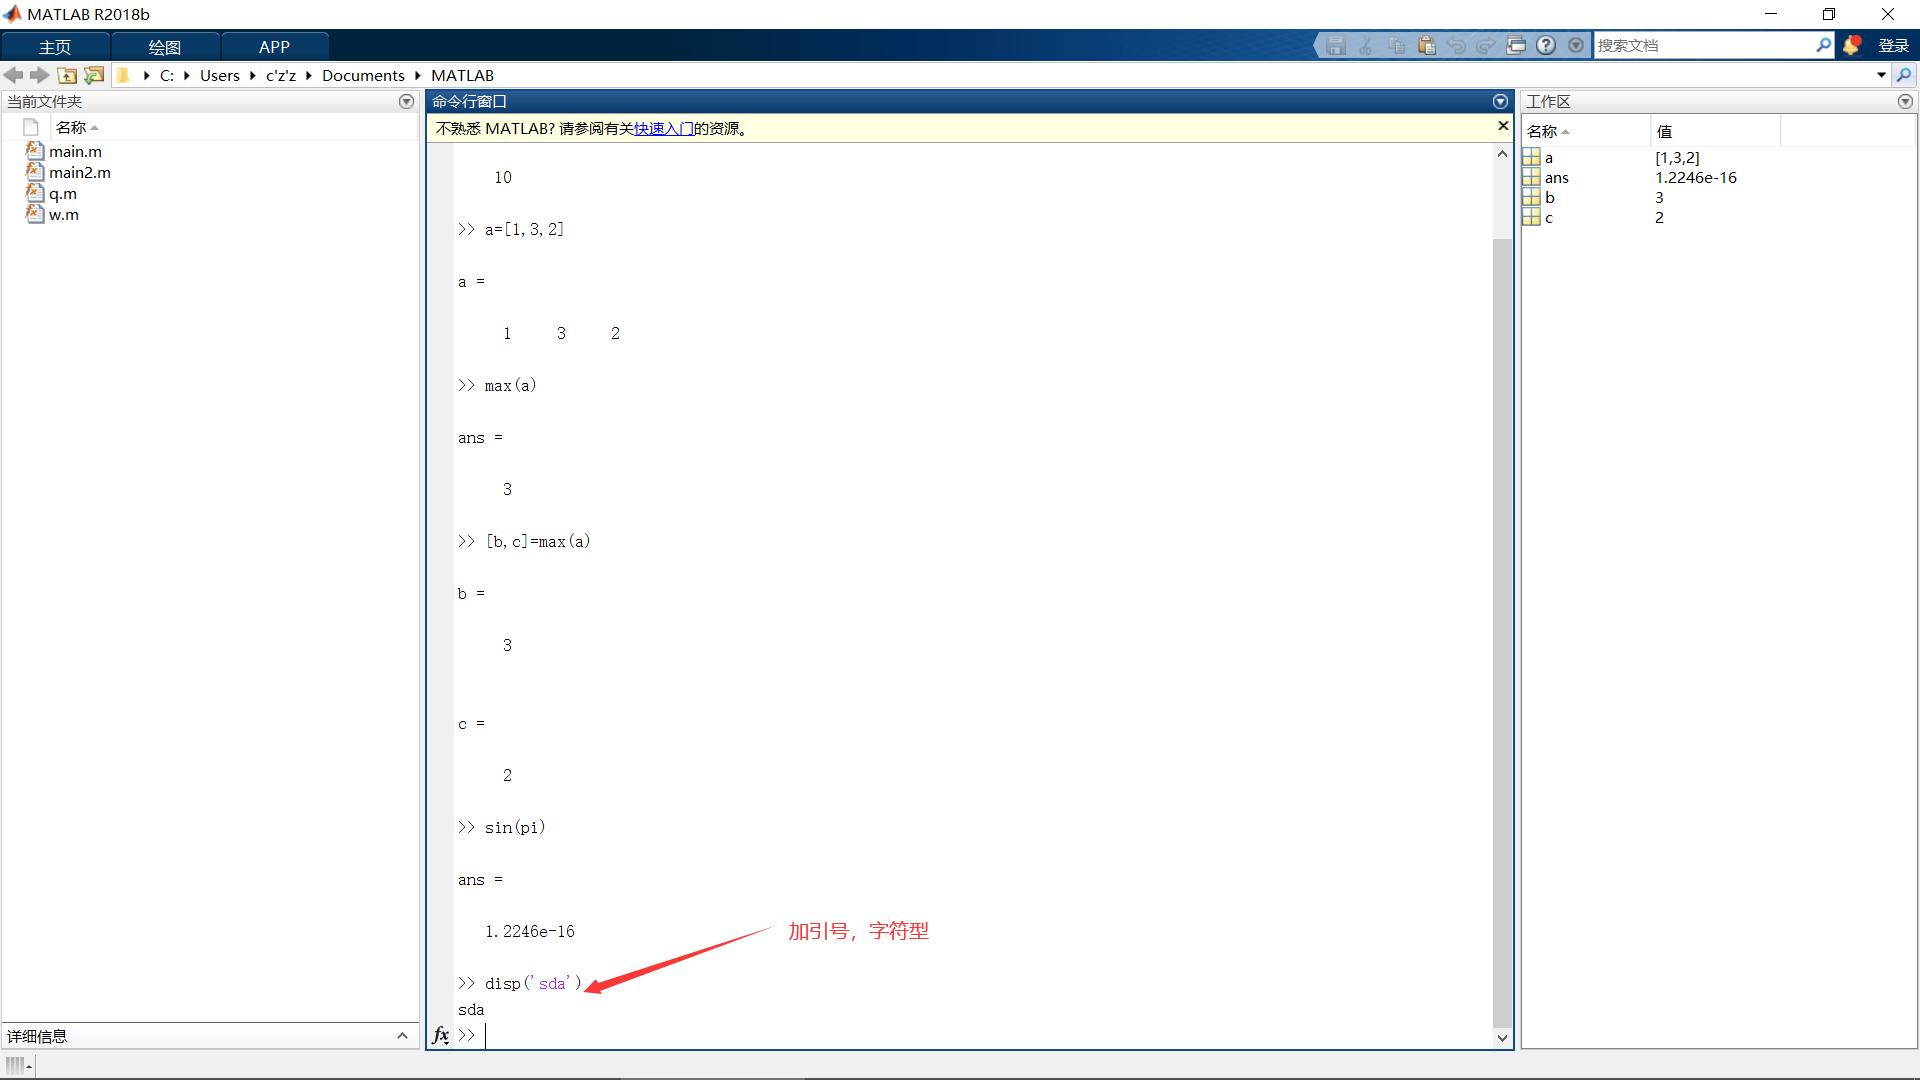 MATLAB R2018b
主页 绘图 APP 搜索文档 登录
C: Users c'z'z Documents MATLAB
当前文件夹
名称
main.m
main2.m
q.m
w.m
详细信息
命令行窗口
不熟悉 MATLAB? 请参阅有关快速入门的资源。
10
>> a=[1,3,2]
a =
1 3 2
>> max(a)
ans =
3
>> [b,c]=max(a)
b =
3
c =
2
>> sin(pi)
ans =
1.2246e-16
加引号，字符型
>> disp('sda')
sda
fx >>
工作区
名称 值
a [1,3,2]
ans 1.2246e-16
b 3
c 2